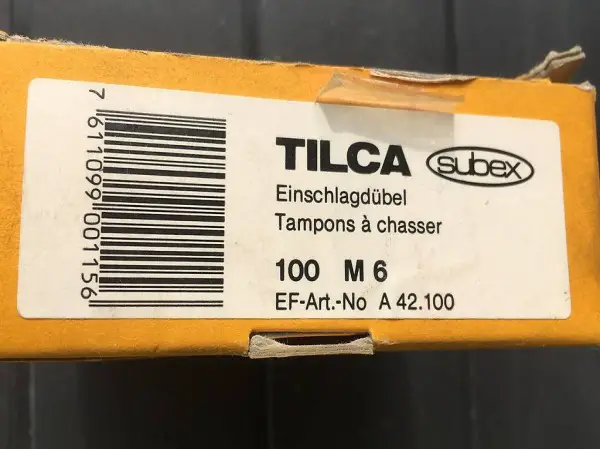 TILCA subex
Einschlagdübel
Tampons à chasser
100 M 6
EF-Art.-No A 42.100
7 611099 001156